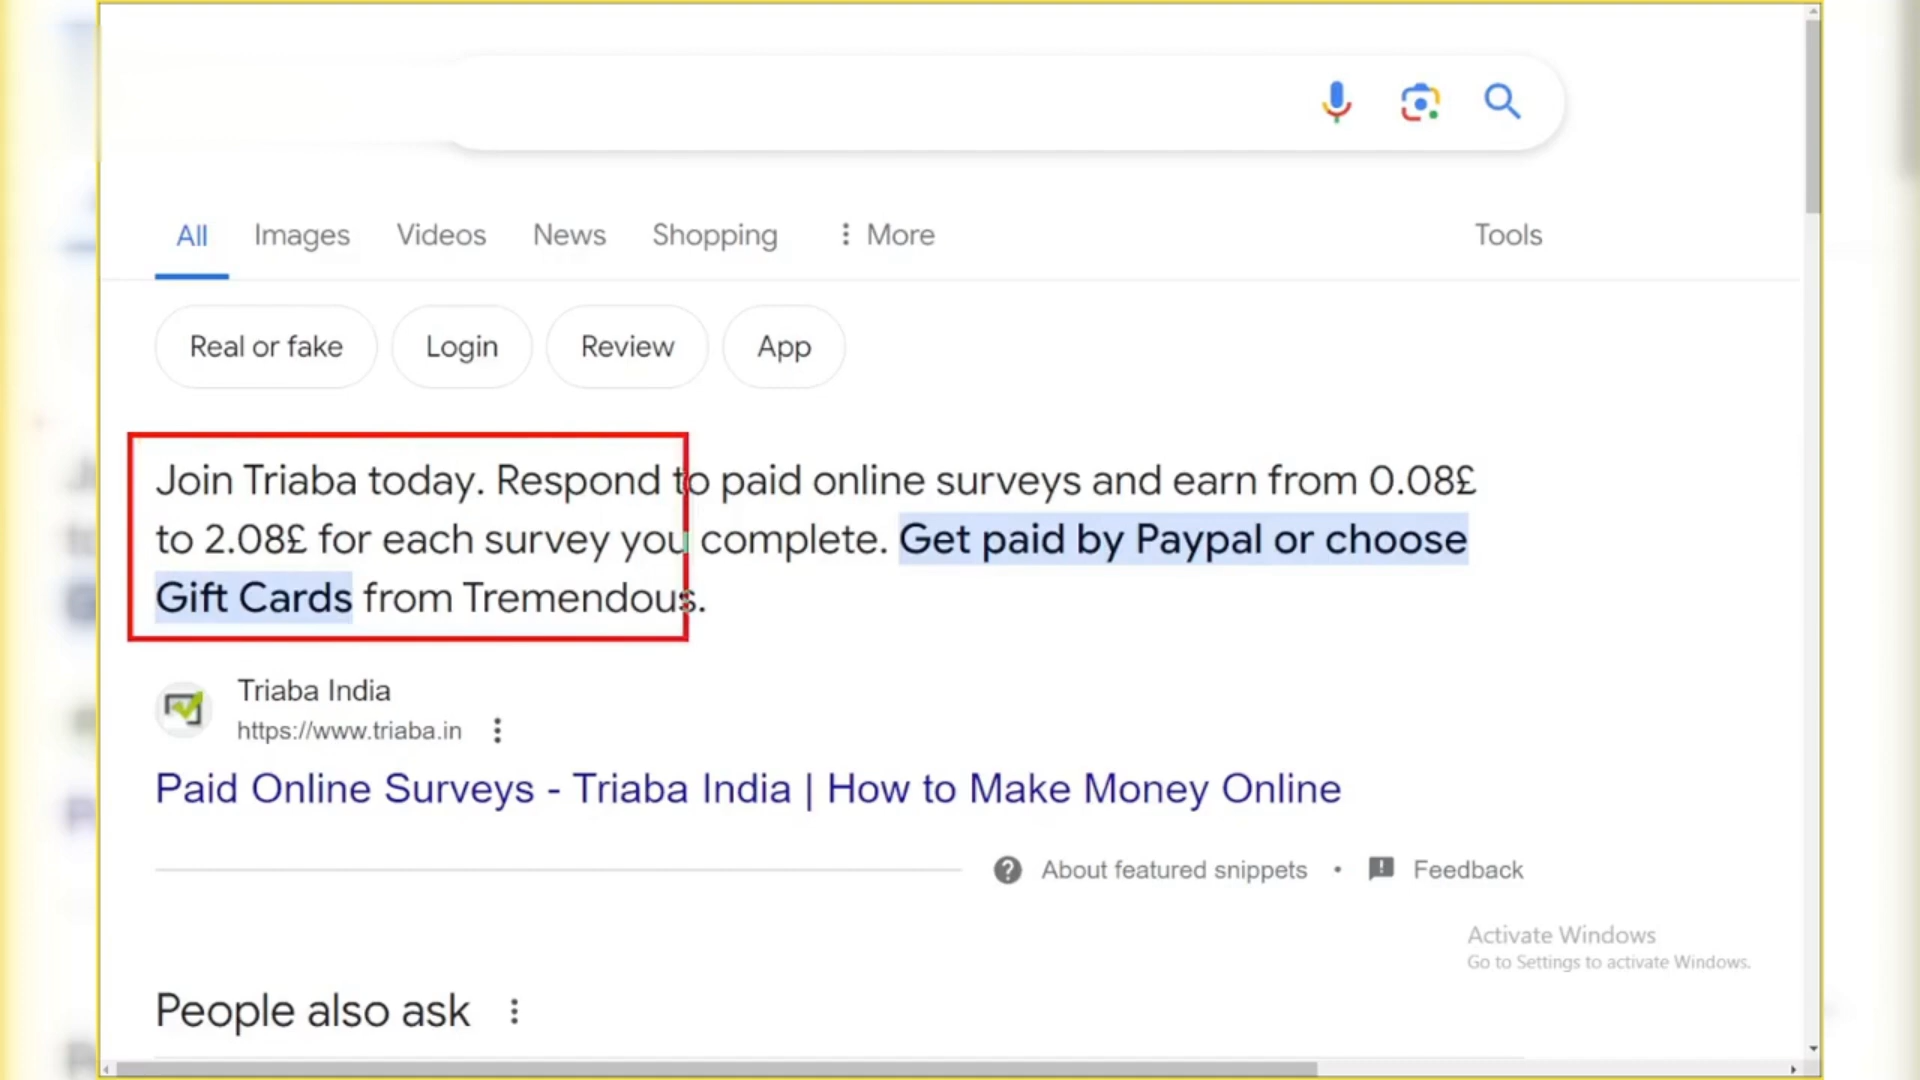 All Images Videos News Shopping More Tools
Real or fake Login Review App
Join Triaba today. Respond to paid online surveys and earn from 0.08£
to 2.08£ for each survey you complete. Get paid by Paypal or choose
Gift Cards from Tremendous.
Triaba India
https://www.triaba.in
Paid Online Surveys - Triaba India | How to Make Money Online
About featured snippets • Feedback
Activate Windows
Go to Settings to activate Windows.
People also ask